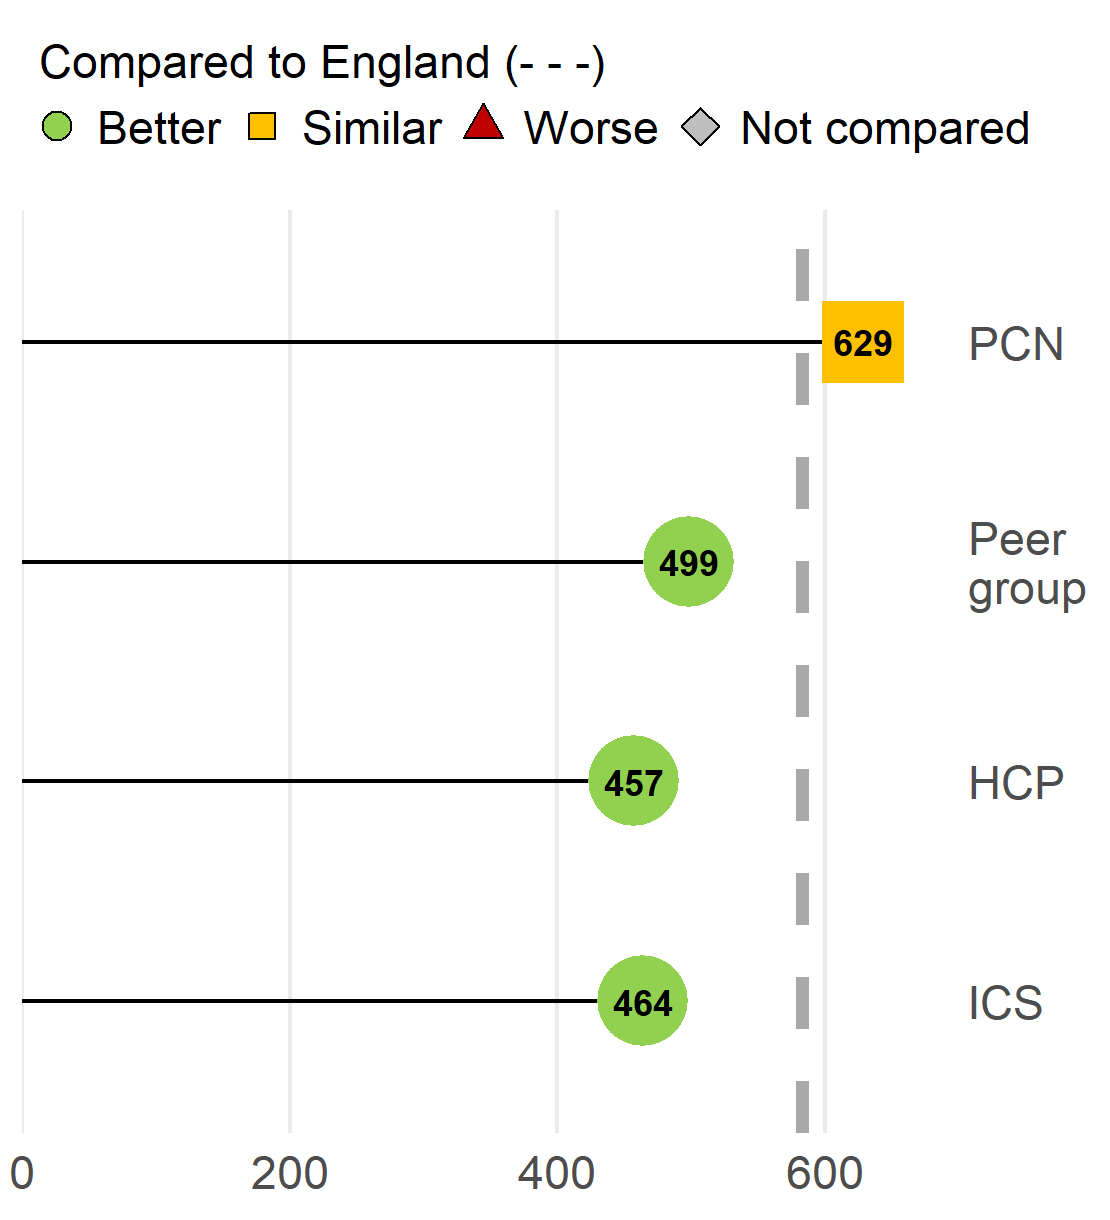 Compared to England (- - -)
Better Similar Worse Not compared
629 PCN
499 Peer group
457 HCP
464 ICS
0 200 400 600